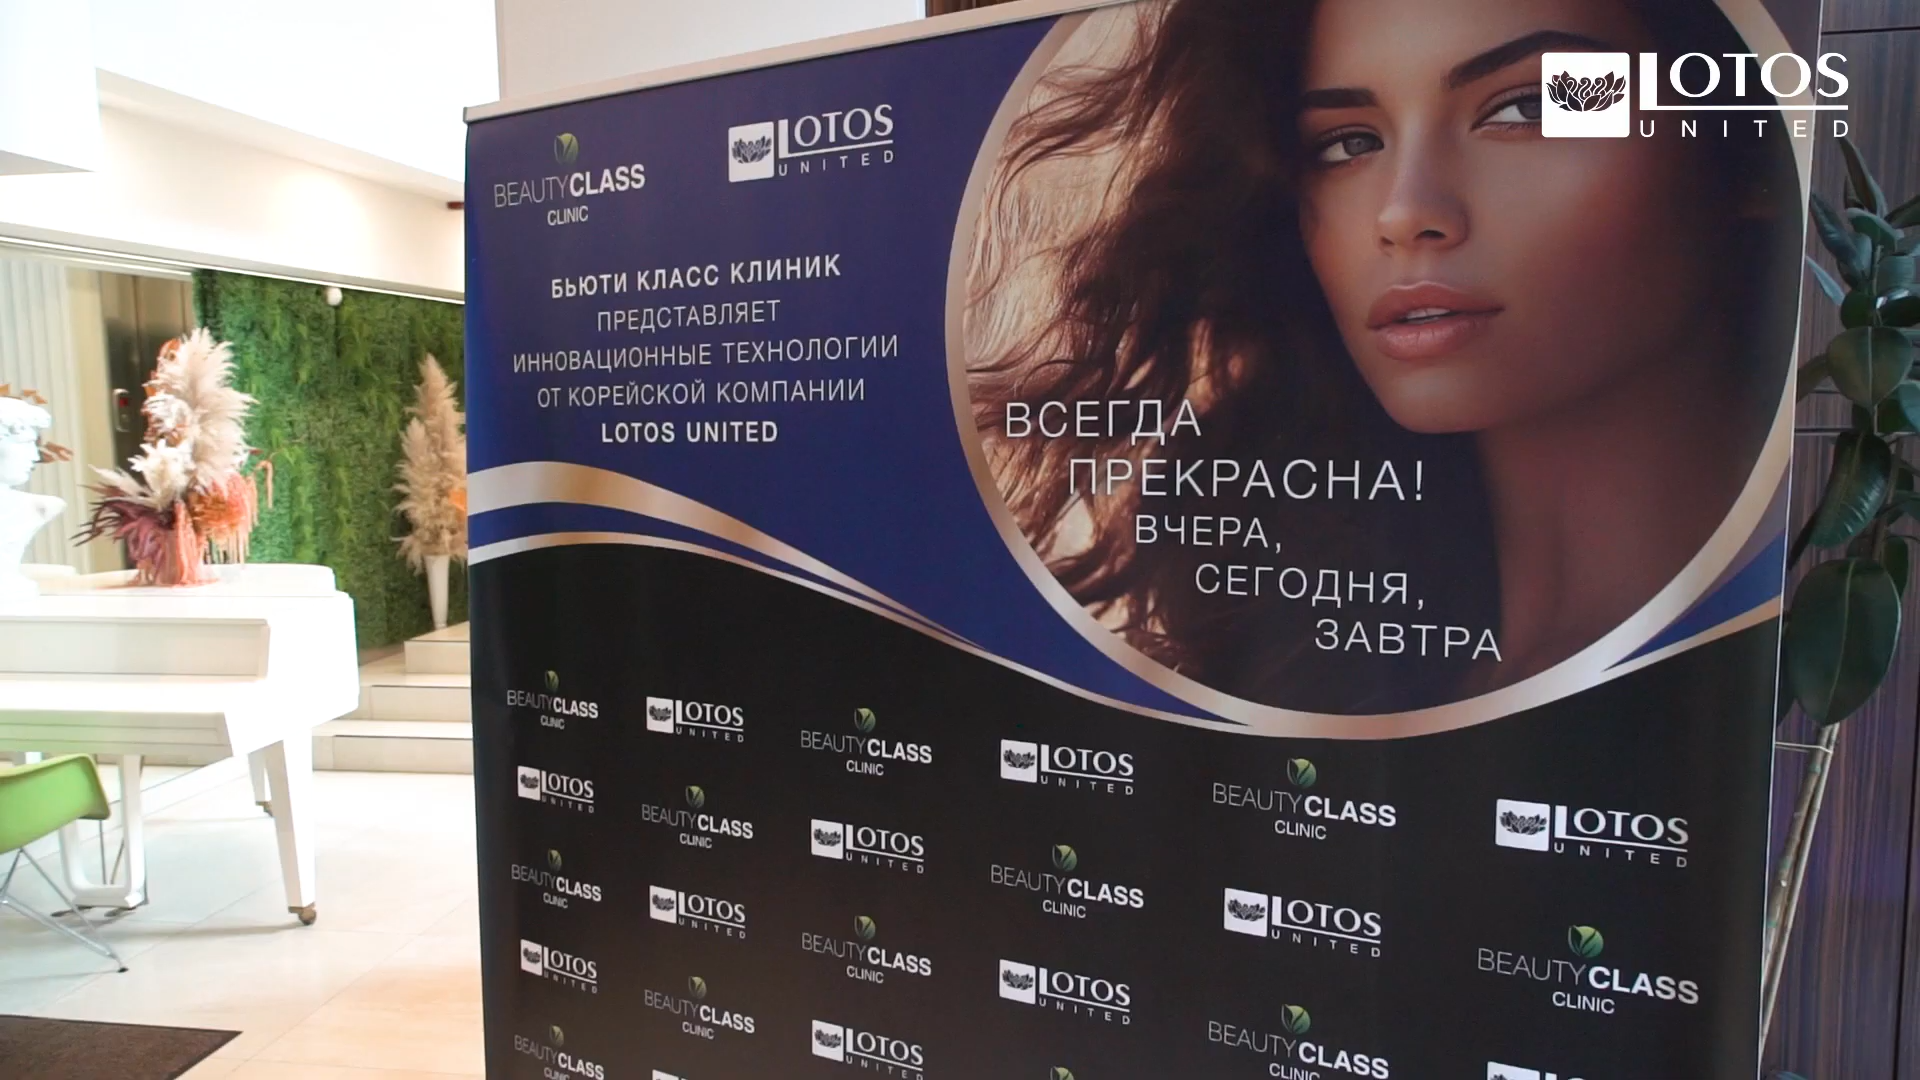 LOTOS
UNITED
BEAUTYCLASS
CLINIC
LOTOS
UNITED
БЬЮТИ КЛАСС КЛИНИК
ПРЕДСТАВЛЯЕТ
ИННОВАЦИОННЫЕ ТЕХНОЛОГИИ
ОТ КОРЕЙСКОЙ КОМПАНИИ
LOTOS UNITED
ВСЕГДА
ПРЕКРАСНА!
ВЧЕРА,
СЕГОДНЯ,
ЗАВТРА
BEAUTYCLASS
CLINIC
LOTOS
UNITED
BEAUTYCLASS
CLINIC
LOTOS
UNITED
BEAUTYCLASS
CLINIC
LOTOS
UNITED
LOTOS
UNITED
BEAUTYCLASS
CLINIC
LOTOS
UNITED
BEAUTYCLASS
CLINIC
LOTOS
UNITED
BEAUTYCLASS
CLINIC
BEAUTYCLASS
CLINIC
LOTOS
UNITED
BEAUTYCLASS
CLINIC
LOTOS
UNITED
BEAUTYCLASS
CLINIC
LOTOS
UNITED
LOTOS
UNITED
BEAUTYCLASS
CLINIC
LOTOS
UNITED
BEAUTYCLASS
CLINIC